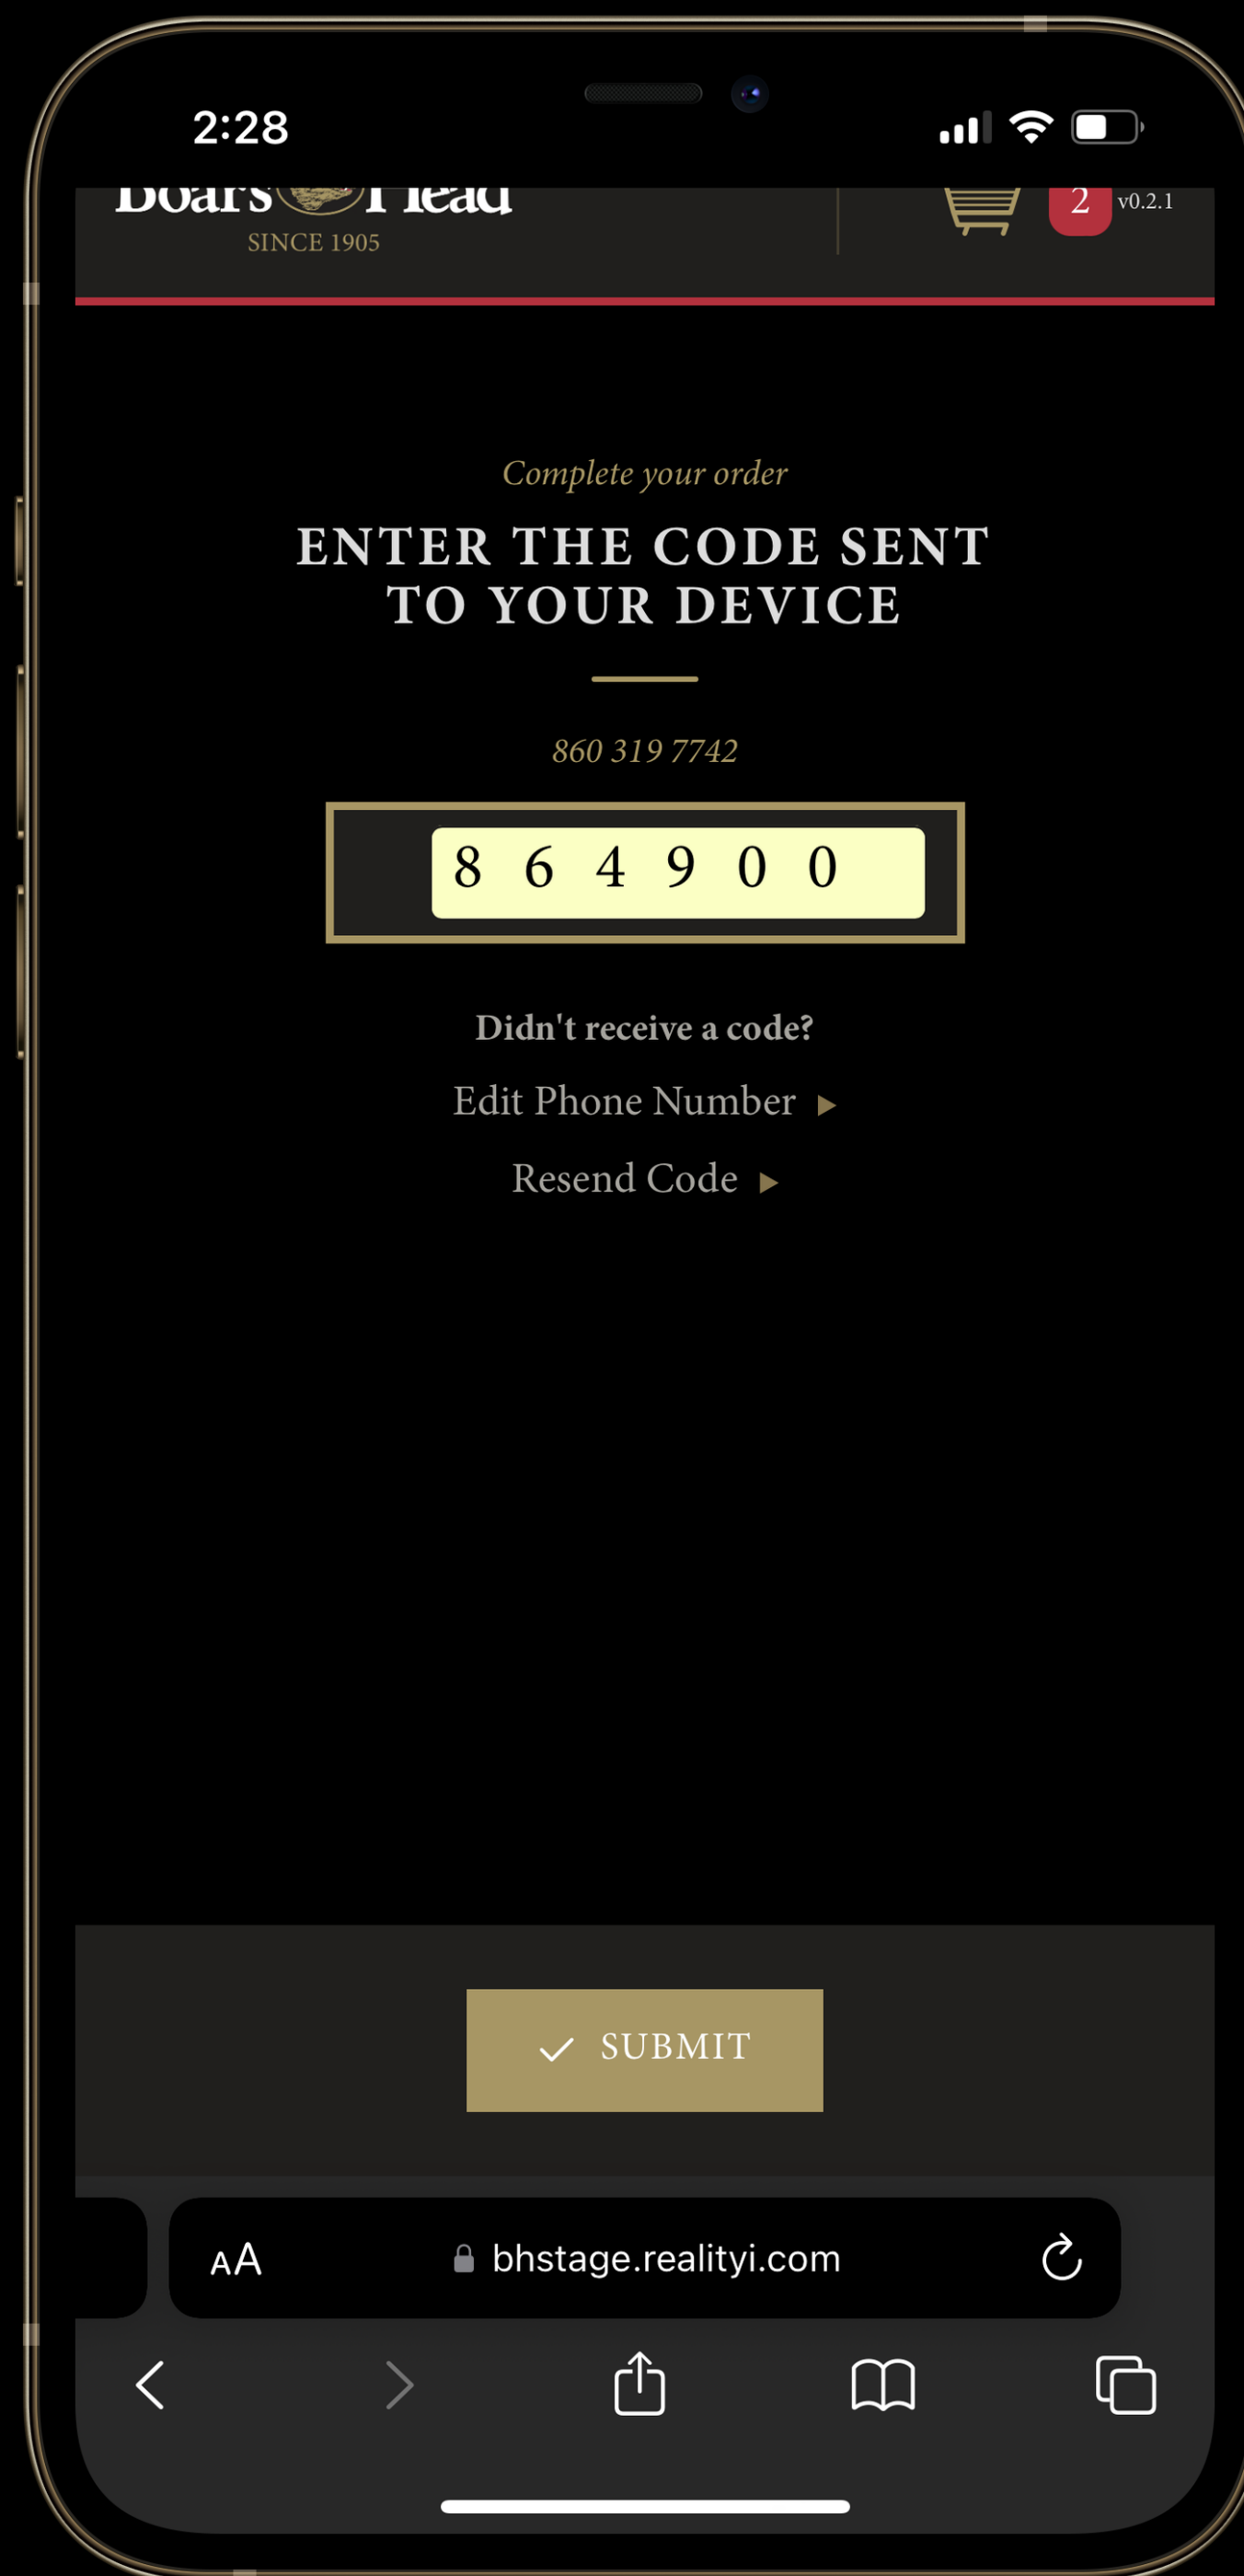 2:28
Boar's Head
SINCE 1905
2
v0.2.1
Complete your order
ENTER THE CODE SENT
TO YOUR DEVICE
860 319 7742
8 6 4 9 0 0
Didn't receive a code?
Edit Phone Number
Resend Code
SUBMIT
AA
bhstage.realityi.com